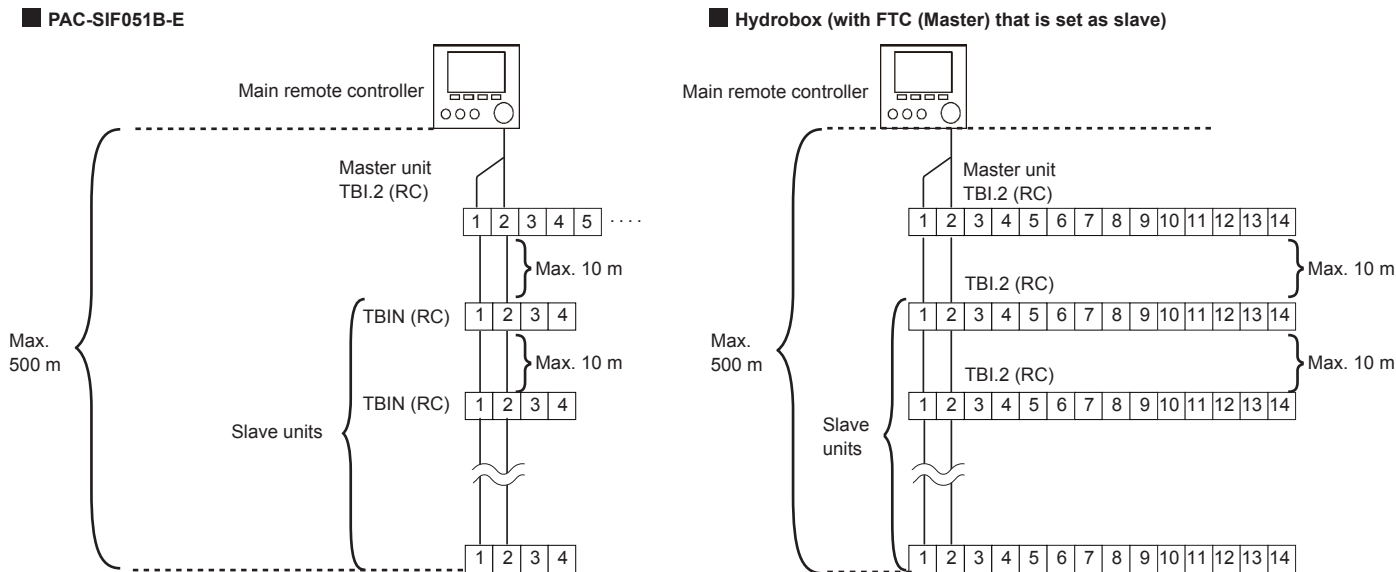 PAC-SIF051B-E
Main remote controller
Master unit
TBI.2 (RC)
1 2 3 4 5 ····
Max. 10 m
TBIN (RC)
1 2 3 4
Max. 10 m
TBIN (RC)
1 2 3 4
Max.
500 m
Slave units
1 2 3 4
Hydrobox (with FTC (Master) that is set as slave)
Main remote controller
Master unit
TBI.2 (RC)
1 2 3 4 5 6 7 8 9 10 11 12 13 14
Max. 10 m
TBI.2 (RC)
1 2 3 4 5 6 7 8 9 10 11 12 13 14
Max. 10 m
TBI.2 (RC)
1 2 3 4 5 6 7 8 9 10 11 12 13 14
Max.
500 m
Slave
units
1 2 3 4 5 6 7 8 9 10 11 12 13 14